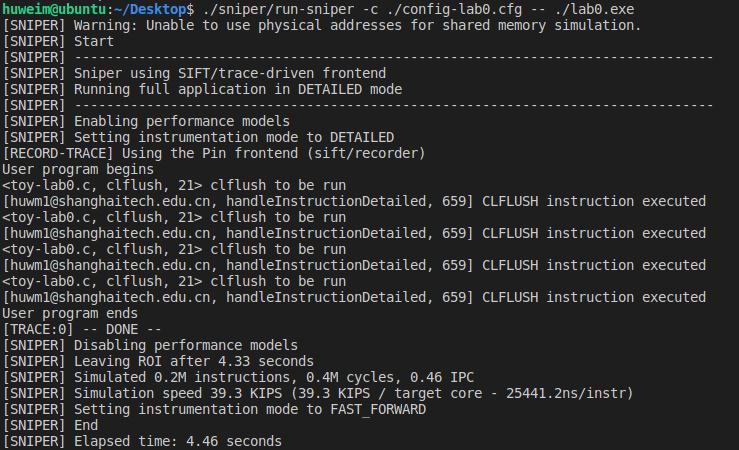 huweim@ubuntu:~/Desktop$ ./sniper/run-sniper -c ./config-lab0.cfg -- ./lab0.exe
[SNIPER] Warning: Unable to use physical addresses for shared memory simulation.
[SNIPER] Start
[SNIPER] --------------------------------------------------------------------------------
[SNIPER] Sniper using SIFT/trace-driven frontend
[SNIPER] Running full application in DETAILED mode
[SNIPER] --------------------------------------------------------------------------------
[SNIPER] Enabling performance models
[SNIPER] Setting instrumentation mode to DETAILED
[RECORD-TRACE] Using the Pin frontend (sift/recorder)
User program begins
<toy-lab0.c, clflush, 21> clflush to be run
[huwm1@shanghaitech.edu.cn, handleInstructionDetailed, 659] CLFLUSH instruction executed
<toy-lab0.c, clflush, 21> clflush to be run
[huwm1@shanghaitech.edu.cn, handleInstructionDetailed, 659] CLFLUSH instruction executed
<toy-lab0.c, clflush, 21> clflush to be run
[huwm1@shanghaitech.edu.cn, handleInstructionDetailed, 659] CLFLUSH instruction executed
<toy-lab0.c, clflush, 21> clflush to be run
[huwm1@shanghaitech.edu.cn, handleInstructionDetailed, 659] CLFLUSH instruction executed
User program ends
[TRACE:0] -- DONE --
[SNIPER] Disabling performance models
[SNIPER] Leaving ROI after 4.33 seconds
[SNIPER] Simulated 0.2M instructions, 0.4M cycles, 0.46 IPC
[SNIPER] Simulation speed 39.3 KIPS (39.3 KIPS / target core - 25441.2ns/instr)
[SNIPER] Setting instrumentation mode to FAST_FORWARD
[SNIPER] End
[SNIPER] Elapsed time: 4.46 seconds